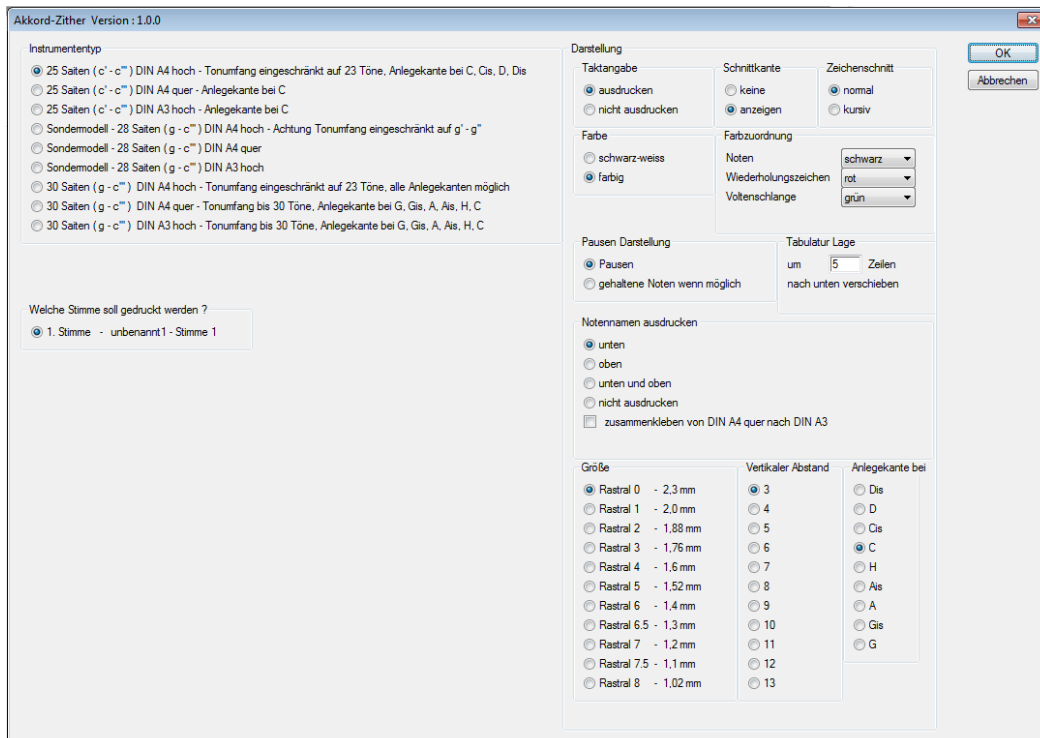 Akkord-Zither Version : 1.0.0
Instrumententyp
25 Saiten ( c' - c''' ) DIN A4 hoch - Tonumfang eingeschränkt auf 23 Töne, Anlegekante bei C, Cis, D, Dis
25 Saiten ( c' - c''' ) DIN A4 quer - Anlegekante bei C
25 Saiten ( c' - c''' ) DIN A3 hoch - Anlegekante bei C
Sondermodell - 28 Saiten ( g - c''' ) DIN A4 hoch - Achtung Tonumfang eingeschränkt auf g' - g''
Sondermodell - 28 Saiten ( g - c''' ) DIN A4 quer
Sondermodell - 28 Saiten ( g - c''' ) DIN A3 hoch
30 Saiten ( g - c''' ) DIN A4 hoch - Tonumfang eingeschränkt auf 23 Töne, alle Anlegekanten möglich
30 Saiten ( g - c''' ) DIN A4 quer - Tonumfang bis 30 Töne, Anlegekante bei G, Gis, A, Ais, H, C
30 Saiten ( g - c''' ) DIN A3 hoch - Tonumfang bis 30 Töne, Anlegekante bei G, Gis, A, Ais, H, C
Welche Stimme soll gedruckt werden ?
1. Stimme - unbenannt1 - Stimme 1
Darstellung
Taktangabe
ausdrucken
nicht ausdrucken
Schnittkante
keine
anzeigen
Zeichenschnitt
normal
kursiv
Farbe
schwarz-weiss
farbig
Farbzuordnung
Noten schwarz
Wiederholungszeichen rot
Voltenschlange grün
Pausen Darstellung
Pausen
gehaltene Noten wenn möglich
Tabulatur Lage
um 5 Zeilen
nach unten verschieben
Notennamen ausdrucken
unten
oben
unten und oben
nicht ausdrucken
zusammenkleben von DIN A4 quer nach DIN A3
Größe
Rastral 0 - 2,3 mm
Rastral 1 - 2,0 mm
Rastral 2 - 1,88 mm
Rastral 3 - 1,76 mm
Rastral 4 - 1,6 mm
Rastral 5 - 1,52 mm
Rastral 6 - 1,4 mm
Rastral 6.5 - 1,3 mm
Rastral 7 - 1,2 mm
Rastral 7.5 - 1,1 mm
Rastral 8 - 1,02 mm
Vertikaler Abstand
3
4
5
6
7
8
9
10
11
12
13
Anlegekante bei
Dis
D
Cis
C
H
Ais
A
Gis
G
OK
Abbrechen